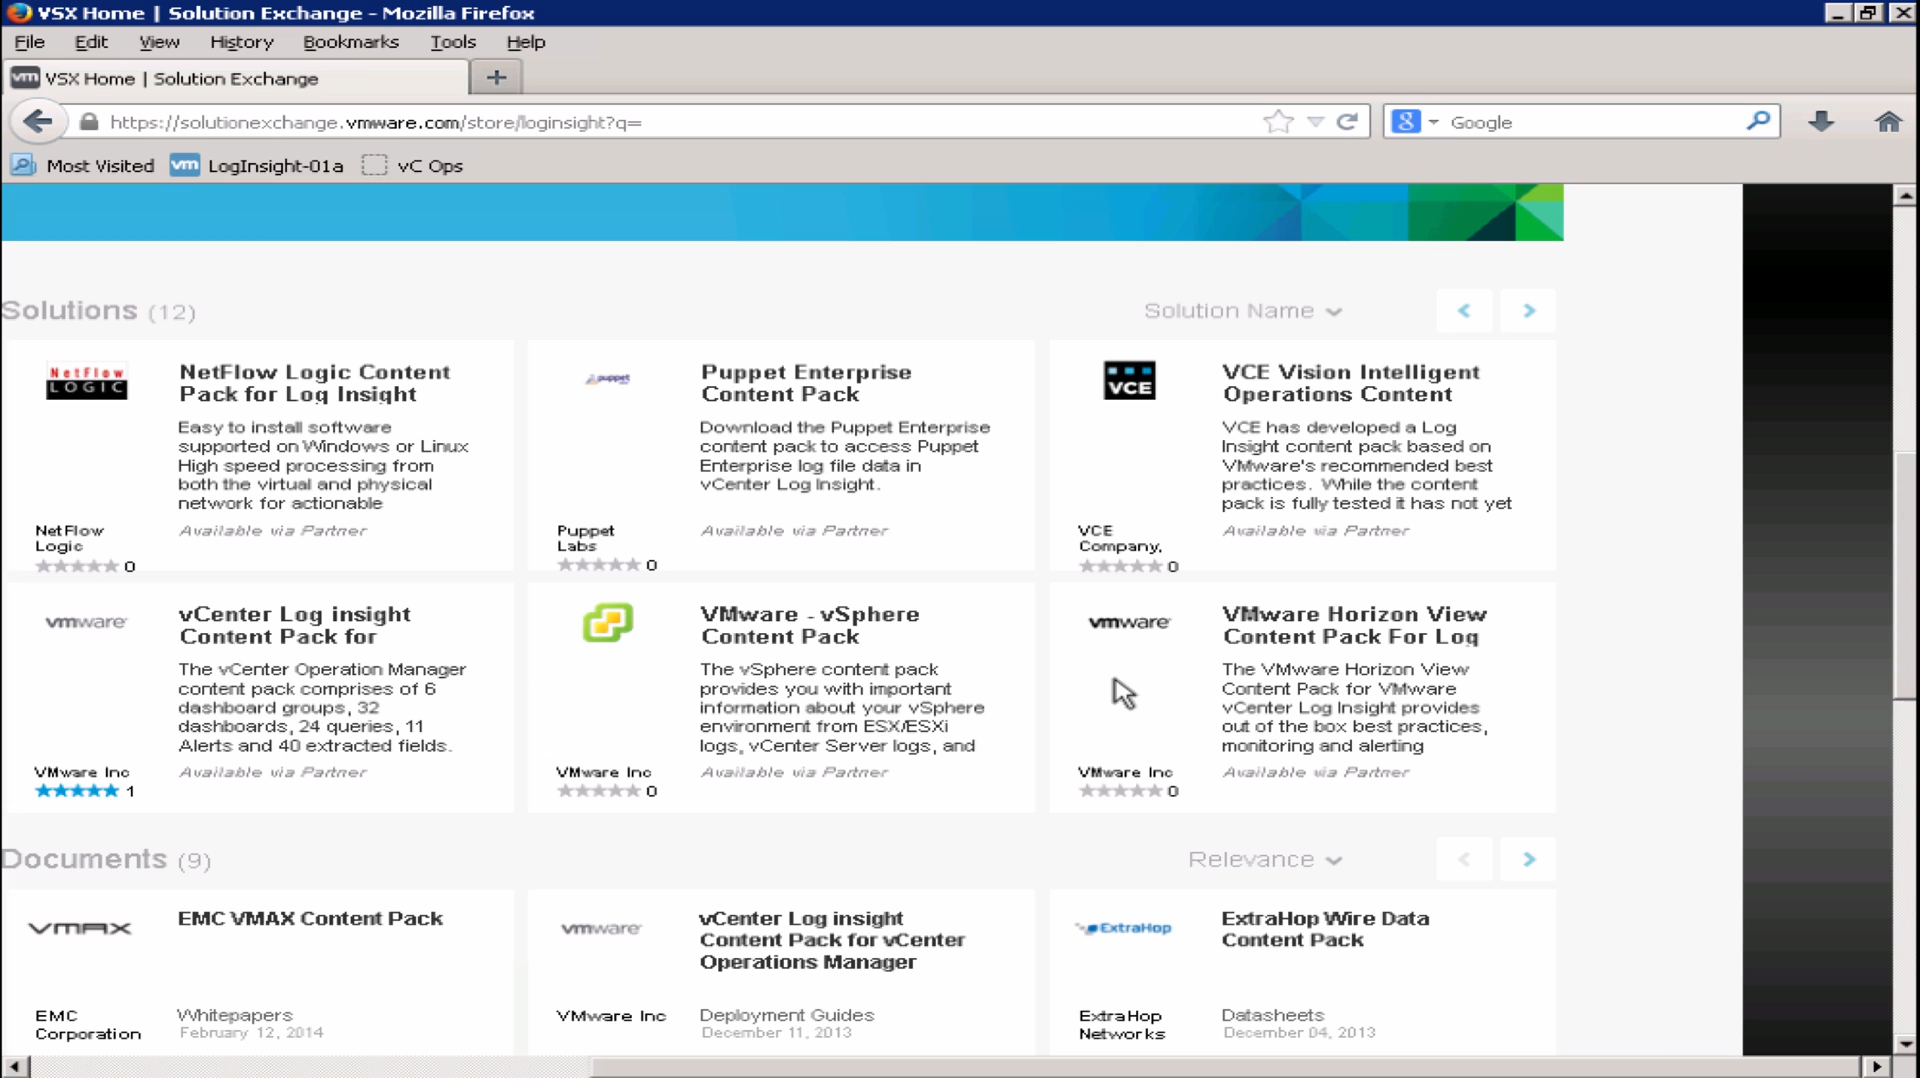 VSX Home | Solution Exchange - Mozilla Firefox
File Edit View History Bookmarks Tools Help
vm VSX Home | Solution Exchange
https://solutionexchange.vmware.com/store/loginsight?q=
8 Google
Most Visited vm LogInsight-01a vC Ops
Solutions (12)
Solution Name
NetFlow
LOGIC
NetFlow Logic Content
Pack for Log Insight
Easy to install software
supported on Windows or Linux
High speed processing from
both the virtual and physical
network for actionable
NetFlow
Logic
Available via Partner
0
puppet
Puppet Enterprise
Content Pack
Download the Puppet Enterprise
content pack to access Puppet
Enterprise log file data in
vCenter Log Insight.
Puppet
Labs
Available via Partner
0
VCE
VCE Vision Intelligent
Operations Content
VCE has developed a Log
Insight content pack based on
VMware's recommended best
practices. While the content
pack is fully tested it has not yet
VCE
Company,
Available via Partner
0
vmware
vCenter Log insight
Content Pack for
The vCenter Operation Manager
content pack comprises of 6
dashboard groups, 32
dashboards, 24 queries, 11
Alerts and 40 extracted fields.
VMware Inc
Available via Partner
1
VMware - vSphere
Content Pack
The vSphere content pack
provides you with important
information about your vSphere
environment from ESX/ESXi
logs, vCenter Server logs, and
VMware Inc
Available via Partner
0
vmware
VMware Horizon View
Content Pack For Log
The VMware Horizon View
Content Pack for VMware
vCenter Log Insight provides
out of the box best practices,
monitoring and alerting
VMware Inc
Available via Partner
0
Documents (9)
Relevance
VMAX
EMC VMAX Content Pack
EMC
Corporation
Whitepapers
February 12, 2014
vmware
vCenter Log insight
Content Pack for vCenter
Operations Manager
VMware Inc
Deployment Guides
December 11, 2013
ExtraHop
ExtraHop Wire Data
Content Pack
ExtraHop
Networks
Datasheets
December 04, 2013